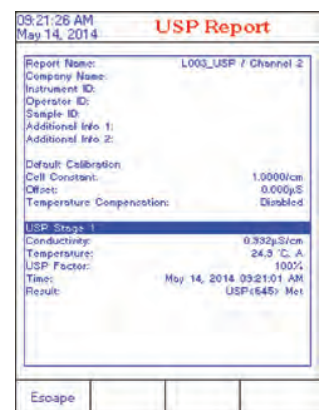 09:21:26 AM
May 14, 2014
USP Report
Report Name: L003_USP / Channel 2
Company Name:
Instrument ID:
Operator ID:
Sample ID:
Additional Info 1:
Additional Info 2:
Default Calibration
Cell Constant: 1.0000/cm
Offset: 0.000µS
Temperature Compensation: Disabled
USP Stage 1
Conductivity: 0.332µS/cm
Temperature: 24.9 °C, A
USP Factor: 100%
Time: May 14, 2014 09:21:01 AM
Result: USP<645> Met
Escape